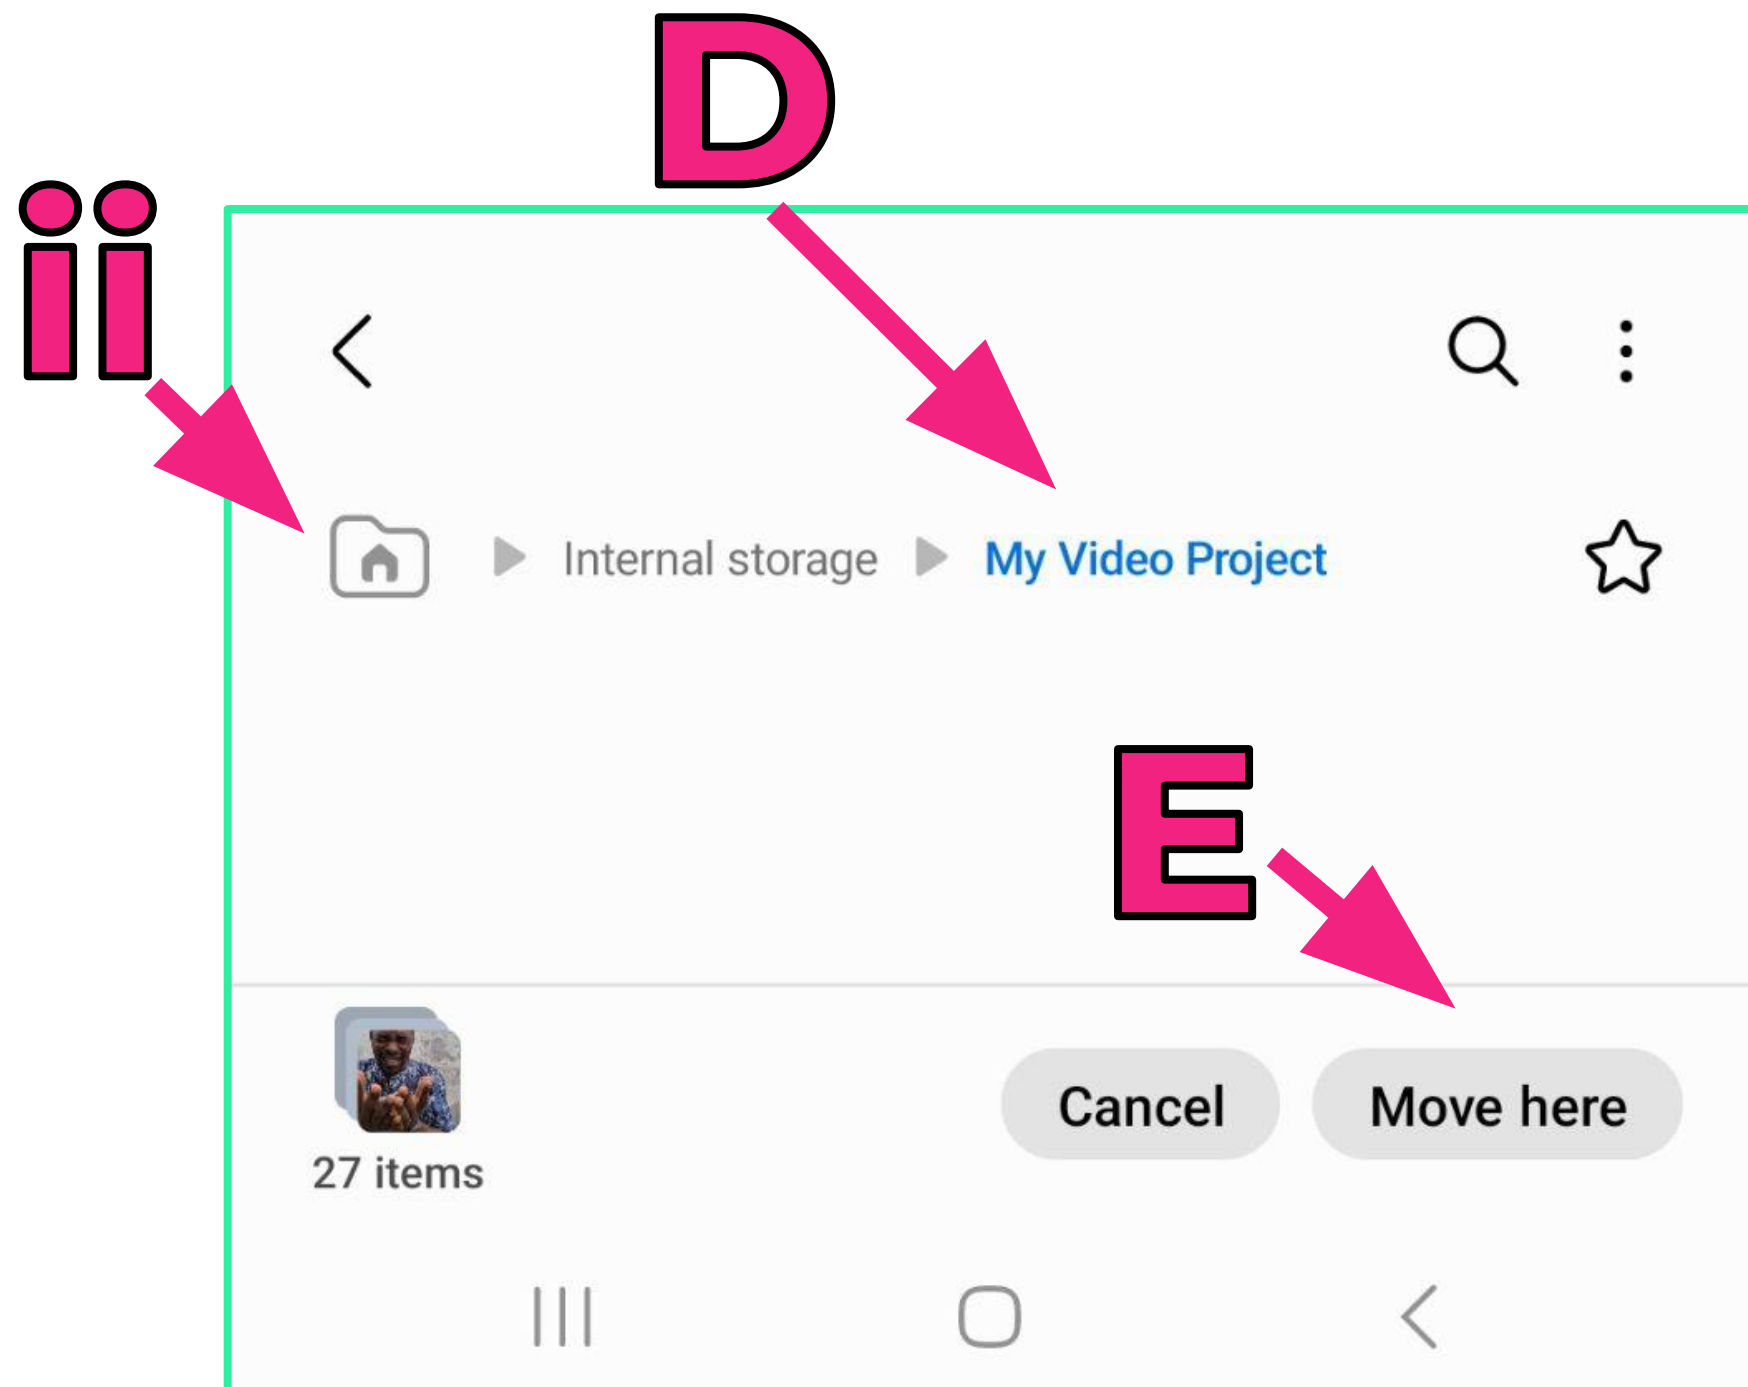 D
ii
Internal storage My Video Project
E
Cancel Move here
27 items